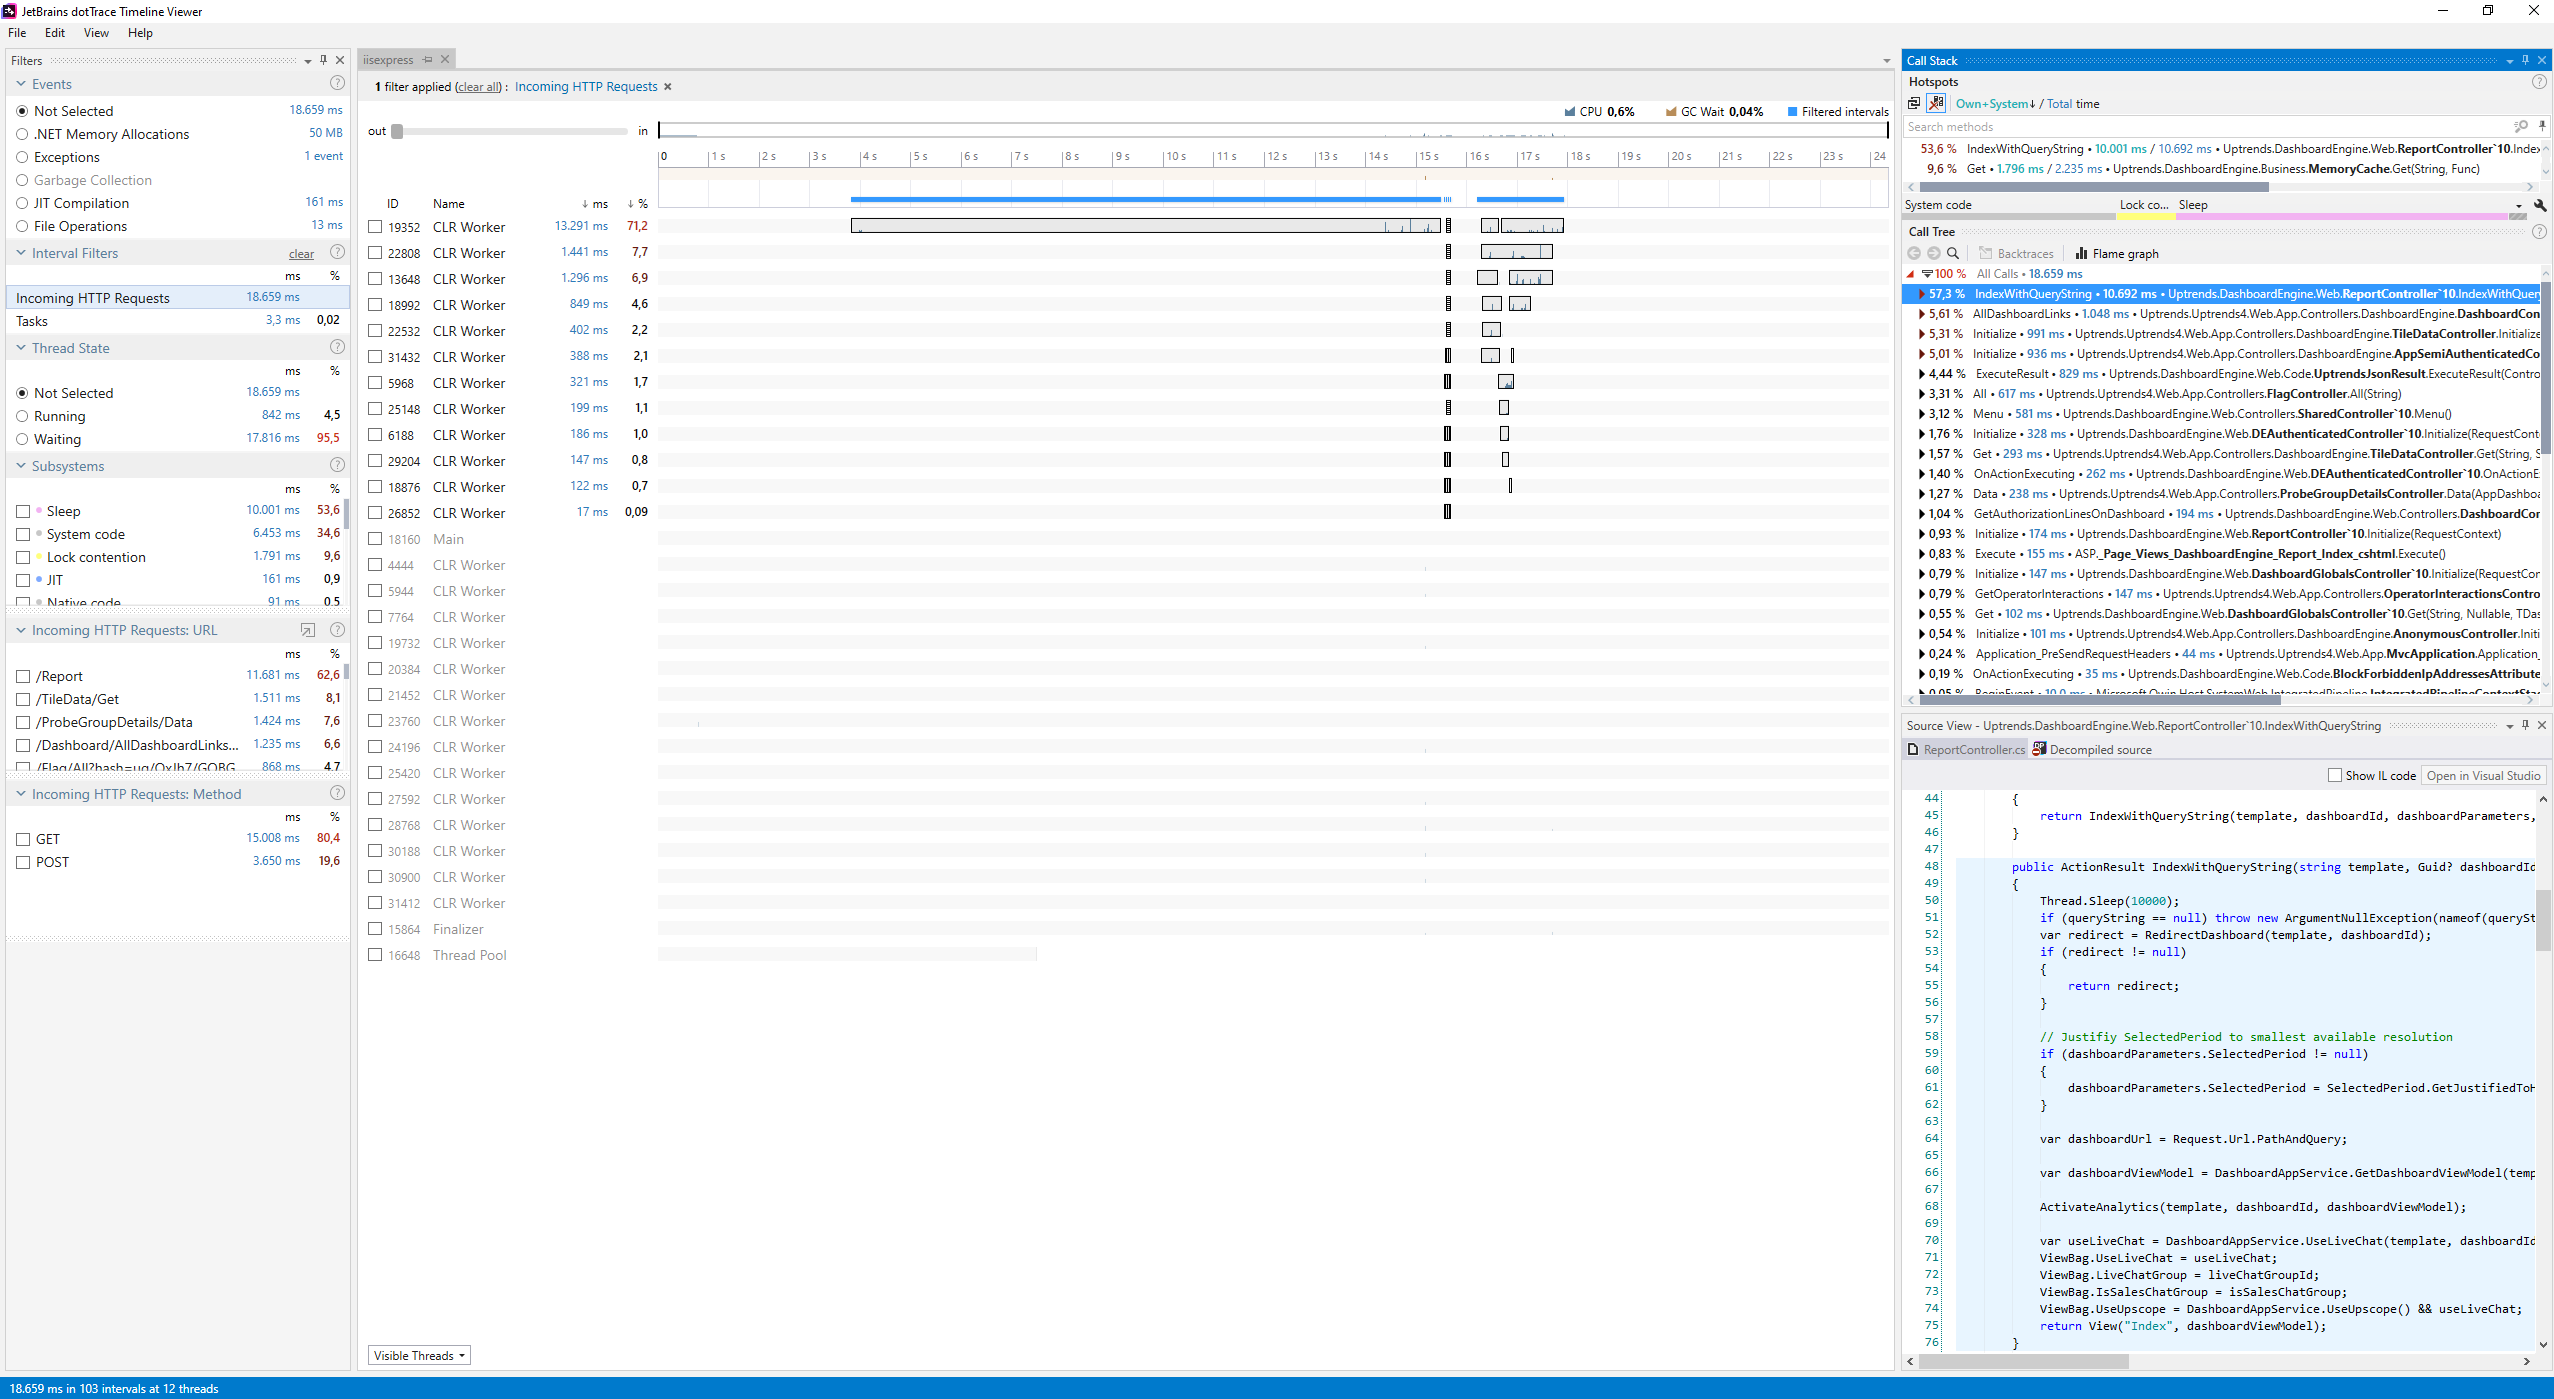 JetBrains dotTrace Timeline Viewer
File Edit View Help
Filters
Events
Not Selected 18.659 ms
.NET Memory Allocations 50 MB
Exceptions 1 event
Garbage Collection
JIT Compilation 161 ms
File Operations 13 ms
Interval Filters clear
ms %
Incoming HTTP Requests 18.659 ms
Tasks 3,3 ms 0,02
Thread State
ms %
Not Selected 18.659 ms
Running 842 ms 4,5
Waiting 17.816 ms 95,5
Subsystems
ms %
Sleep 10.001 ms 53,6
System code 6.453 ms 34,6
Lock contention 1.791 ms 9,6
JIT 161 ms 0,9
Native code 91 ms 0,5
Incoming HTTP Requests: URL
ms %
/Report 11.681 ms 62,6
/TileData/Get 1.511 ms 8,1
/ProbeGroupDetails/Data 1.424 ms 7,6
/Dashboard/AllDashboardLinks... 1.235 ms 6,6
868 ms 4,7
Incoming HTTP Requests: Method
ms %
GET 15.008 ms 80,4
POST 3.650 ms 19,6
iisexpress
1 filter applied (clear all) : Incoming HTTP Requests
CPU 0,6% GC Wait 0,04% Filtered intervals
out in
0 1 s 2 s 3 s 4 s 5 s 6 s 7 s 8 s 9 s 10 s 11 s 12 s 13 s 14 s 15 s 16 s 17 s 18 s 19 s 20 s 21 s 22 s 23 s 24
ID Name ms %
19352 CLR Worker 13.291 ms 71,2
22808 CLR Worker 1.441 ms 7,7
13648 CLR Worker 1.296 ms 6,9
18992 CLR Worker 849 ms 4,6
22532 CLR Worker 402 ms 2,2
31432 CLR Worker 388 ms 2,1
5968 CLR Worker 321 ms 1,7
25148 CLR Worker 199 ms 1,1
6188 CLR Worker 186 ms 1,0
29204 CLR Worker 147 ms 0,8
18876 CLR Worker 122 ms 0,7
26852 CLR Worker 17 ms 0,09
18160 Main
4444 CLR Worker
5944 CLR Worker
7764 CLR Worker
19732 CLR Worker
20384 CLR Worker
21452 CLR Worker
23760 CLR Worker
24196 CLR Worker
25420 CLR Worker
27592 CLR Worker
28768 CLR Worker
30188 CLR Worker
30900 CLR Worker
31412 CLR Worker
15864 Finalizer
16648 Thread Pool
Visible Threads
Call Stack
Hotspots
Own+System / Total time
Search methods
53,6 % IndexWithQueryString • 10.001 ms / 10.692 ms • Uptrends.DashboardEngine.Web.ReportController`10.Index
9,6 % Get • 1.796 ms / 2.235 ms • Uptrends.DashboardEngine.Business.MemoryCache.Get(String, Func)
System code Lock co... Sleep
Call Tree
Backtraces Flame graph
100 % All Calls • 18.659 ms
57,3 % IndexWithQueryString • 10.692 ms • Uptrends.DashboardEngine.Web.ReportController`10.IndexWithQuery
5,61 % AllDashboardLinks • 1.048 ms • Uptrends.Uptrends4.Web.App.Controllers.DashboardEngine.DashboardCon
5,31 % Initialize • 991 ms • Uptrends.Uptrends4.Web.App.Controllers.DashboardEngine.TileDataController.Initialize
5,01 % Initialize • 936 ms • Uptrends.Uptrends4.Web.App.Controllers.DashboardEngine.AppSemiAuthenticatedCo
4,44 % ExecuteResult • 829 ms • Uptrends.DashboardEngine.Web.Code.UptrendsJsonResult.ExecuteResult(Contro
3,31 % All • 617 ms • Uptrends.Uptrends4.Web.App.Controllers.FlagController.All(String)
3,12 % Menu • 581 ms • Uptrends.DashboardEngine.Web.Controllers.SharedController`10.Menu()
1,76 % Initialize • 328 ms • Uptrends.DashboardEngine.Web.DEAuthenticatedController`10.Initialize(RequestCont
1,57 % Get • 293 ms • Uptrends.Uptrends4.Web.App.Controllers.DashboardEngine.TileDataController.Get(String, S
1,40 % OnActionExecuting • 262 ms • Uptrends.DashboardEngine.Web.DEAuthenticatedController`10.OnActionE
1,27 % Data • 238 ms • Uptrends.Uptrends4.Web.App.Controllers.ProbeGroupDetailsController.Data(AppDashboa
1,04 % GetAuthorizationLinesOnDashboard • 194 ms • Uptrends.DashboardEngine.Web.Controllers.DashboardCor
0,93 % Initialize • 174 ms • Uptrends.DashboardEngine.Web.ReportController`10.Initialize(RequestContext)
0,83 % Execute • 155 ms • ASP._Page_Views_DashboardEngine_Report_Index_cshtml.Execute()
0,79 % Initialize • 147 ms • Uptrends.DashboardEngine.Web.DashboardGlobalsController`10.Initialize(RequestCor
0,79 % GetOperatorInteractions • 147 ms • Uptrends.Uptrends4.Web.App.Controllers.OperatorInteractionsContro
0,55 % Get • 102 ms • Uptrends.DashboardEngine.Web.DashboardGlobalsController`10.Get(String, Nullable, TDas
0,54 % Initialize • 101 ms • Uptrends.Uptrends4.Web.App.Controllers.DashboardEngine.AnonymousController.Initi
0,24 % Application_PreSendRequestHeaders • 44 ms • Uptrends.Uptrends4.Web.App.MvcApplication.Application_
0,19 % OnActionExecuting • 35 ms • Uptrends.DashboardEngine.Web.Code.BlockForbiddenIpAddressesAttribute
0,05 % BeginEvent • 10,0 ms • Microsoft.Owin.Host.SystemWeb.IntegratedPipeline.IntegratedPipelineContextSta
Source View - Uptrends.DashboardEngine.Web.ReportController`10.IndexWithQueryString
ReportController.cs Decompiled source
Show IL code Open in Visual Studio
44 {
45 return IndexWithQueryString(template, dashboardId, dashboardParameters,
46 }
47
48 public ActionResult IndexWithQueryString(string template, Guid? dashboardId
49 {
50 Thread.Sleep(10000);
51 if (queryString == null) throw new ArgumentNullException(nameof(querySt
52 var redirect = RedirectDashboard(template, dashboardId);
53 if (redirect != null)
54 {
55 return redirect;
56 }
57
58 // Justifiy SelectedPeriod to smallest available resolution
59 if (dashboardParameters.SelectedPeriod != null)
60 {
61 dashboardParameters.SelectedPeriod = SelectedPeriod.GetJustifiedToH
62 }
63
64 var dashboardUrl = Request.Url.PathAndQuery;
65
66 var dashboardViewModel = DashboardAppService.GetDashboardViewModel(temp
67
68 ActivateAnalytics(template, dashboardId, dashboardViewModel);
69
70 var useLiveChat = DashboardAppService.UseLiveChat(template, dashboardId
71 ViewBag.UseLiveChat = useLiveChat;
72 ViewBag.LiveChatGroup = liveChatGroupId;
73 ViewBag.IsSalesChatGroup = isSalesChatGroup;
74 ViewBag.UseUpscope = DashboardAppService.UseUpscope() && useLiveChat;
75 return View("Index", dashboardViewModel);
76 }
18.659 ms in 103 intervals at 12 threads